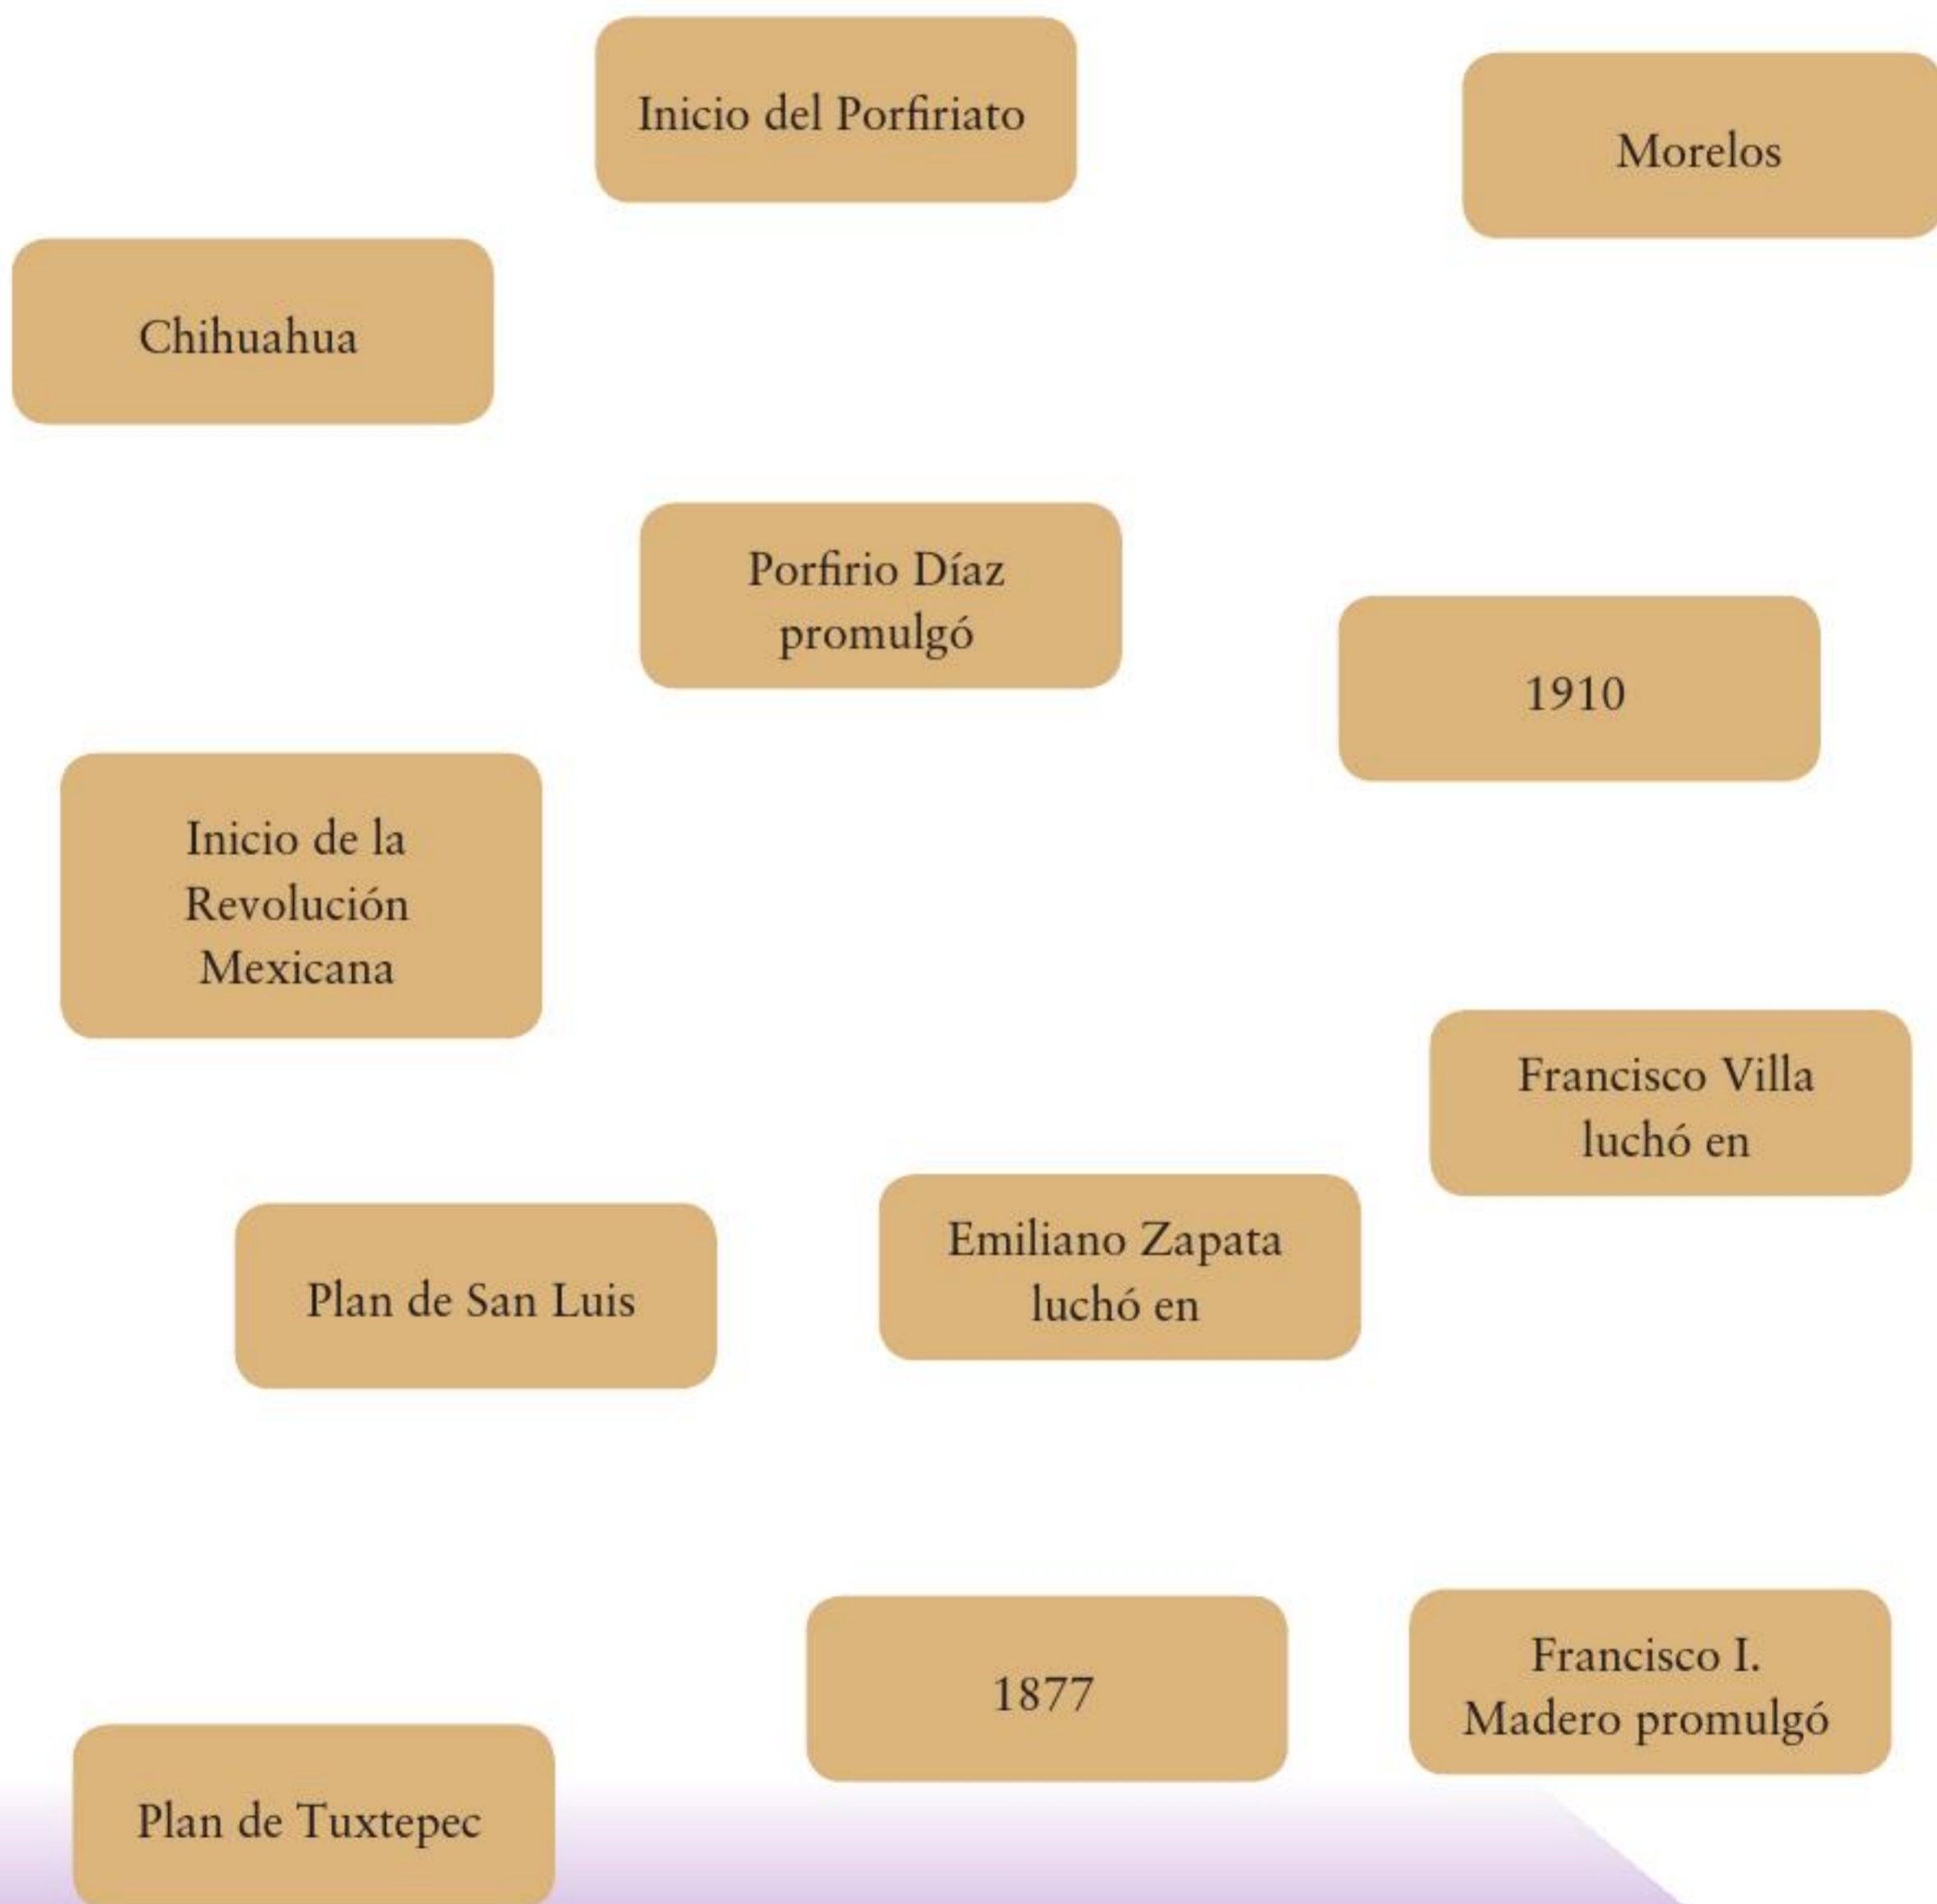 Inicio del Porfiriato
Morelos
Chihuahua
Porfirio Díaz
promulgó
1910
Inicio de la
Revolución
Mexicana
Francisco Villa
luchó en
Emiliano Zapata
luchó en
Plan de San Luis
Francisco I.
Madero promulgó
1877
Plan de Tuxtepec